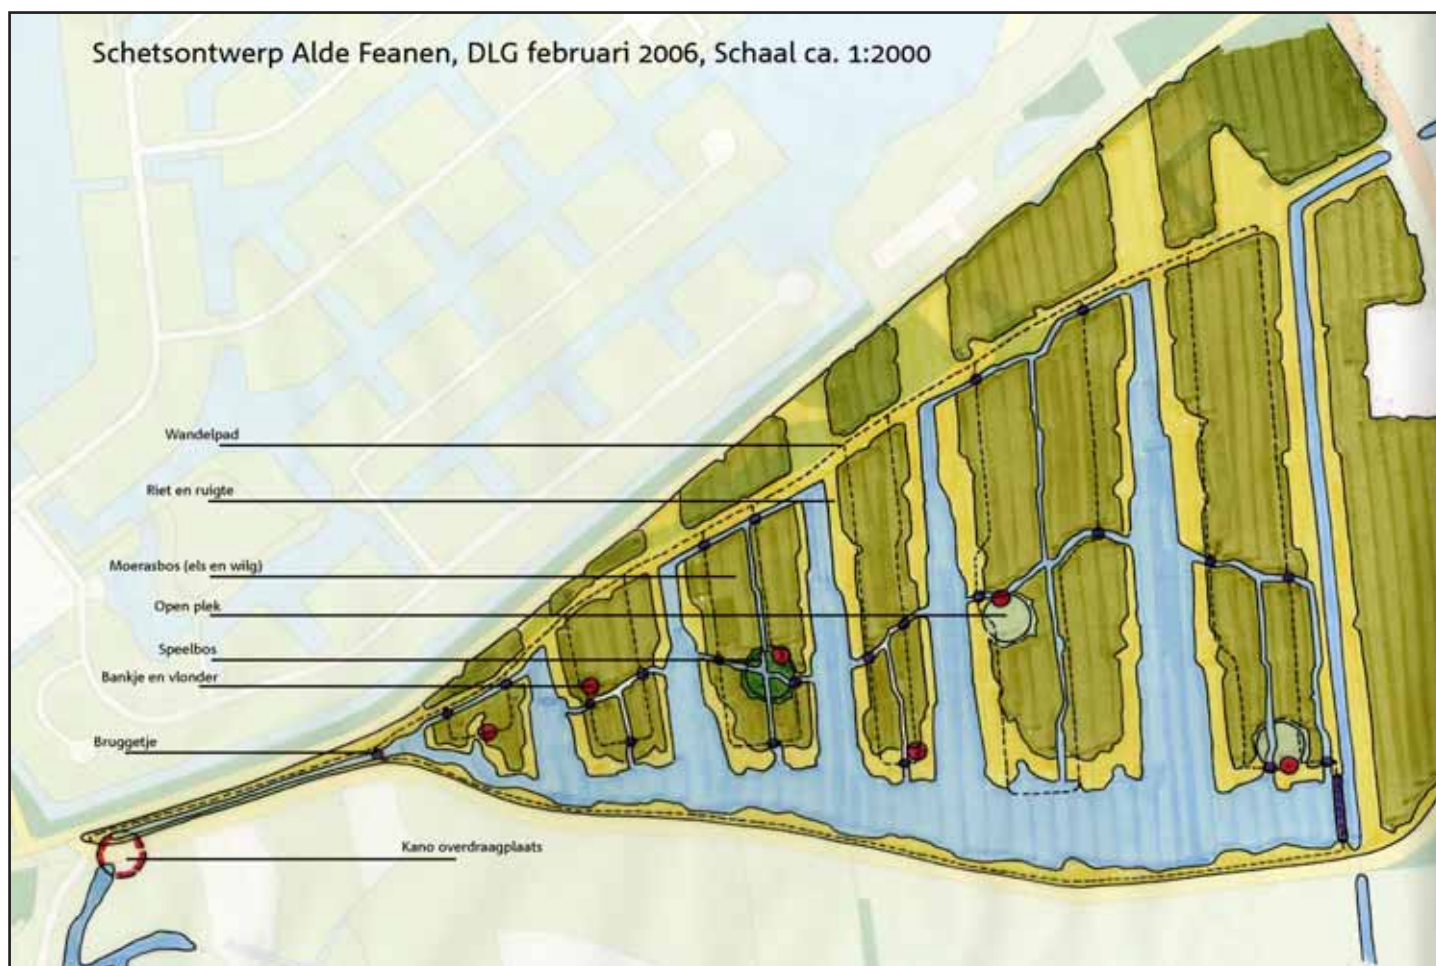 Schetsontwerp Alde Feanen, DLG februari 2006, Schaal ca. 1:2000
Wandelpad
Riet en ruigte
Moerasbos (els en wilg)
Open plek
Speelbos
Bankje en vlonder
Bruggetje
Kano overdraagplaats